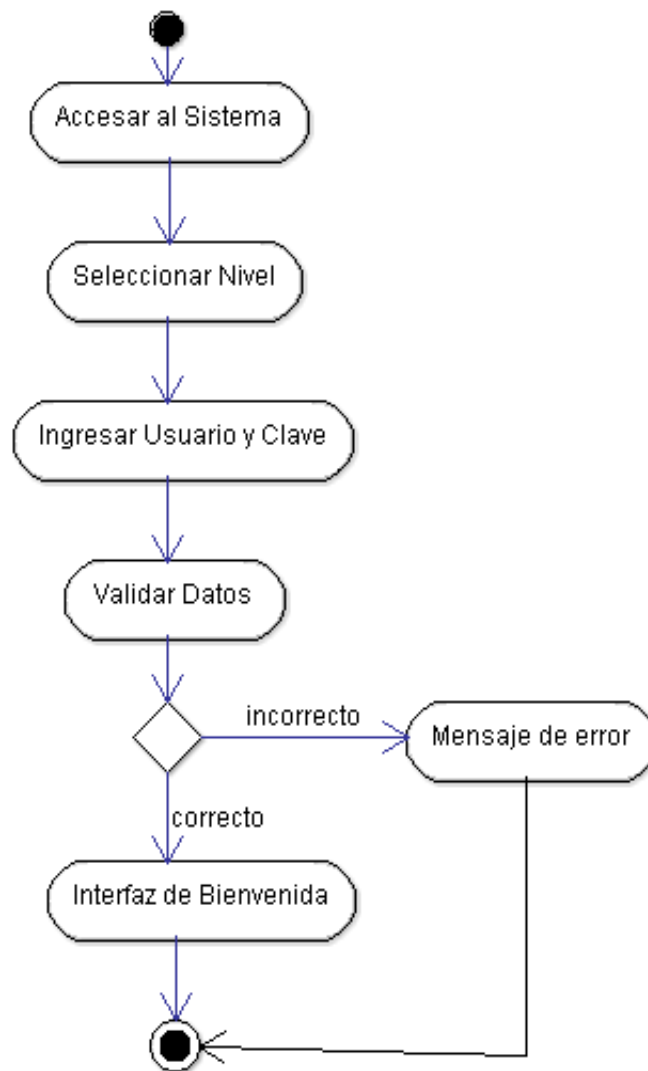 Accesar al Sistema
Seleccionar Nivel
Ingresar Usuario y Clave
Validar Datos
incorrecto
Mensaje de error
correcto
Interfaz de Bienvenida